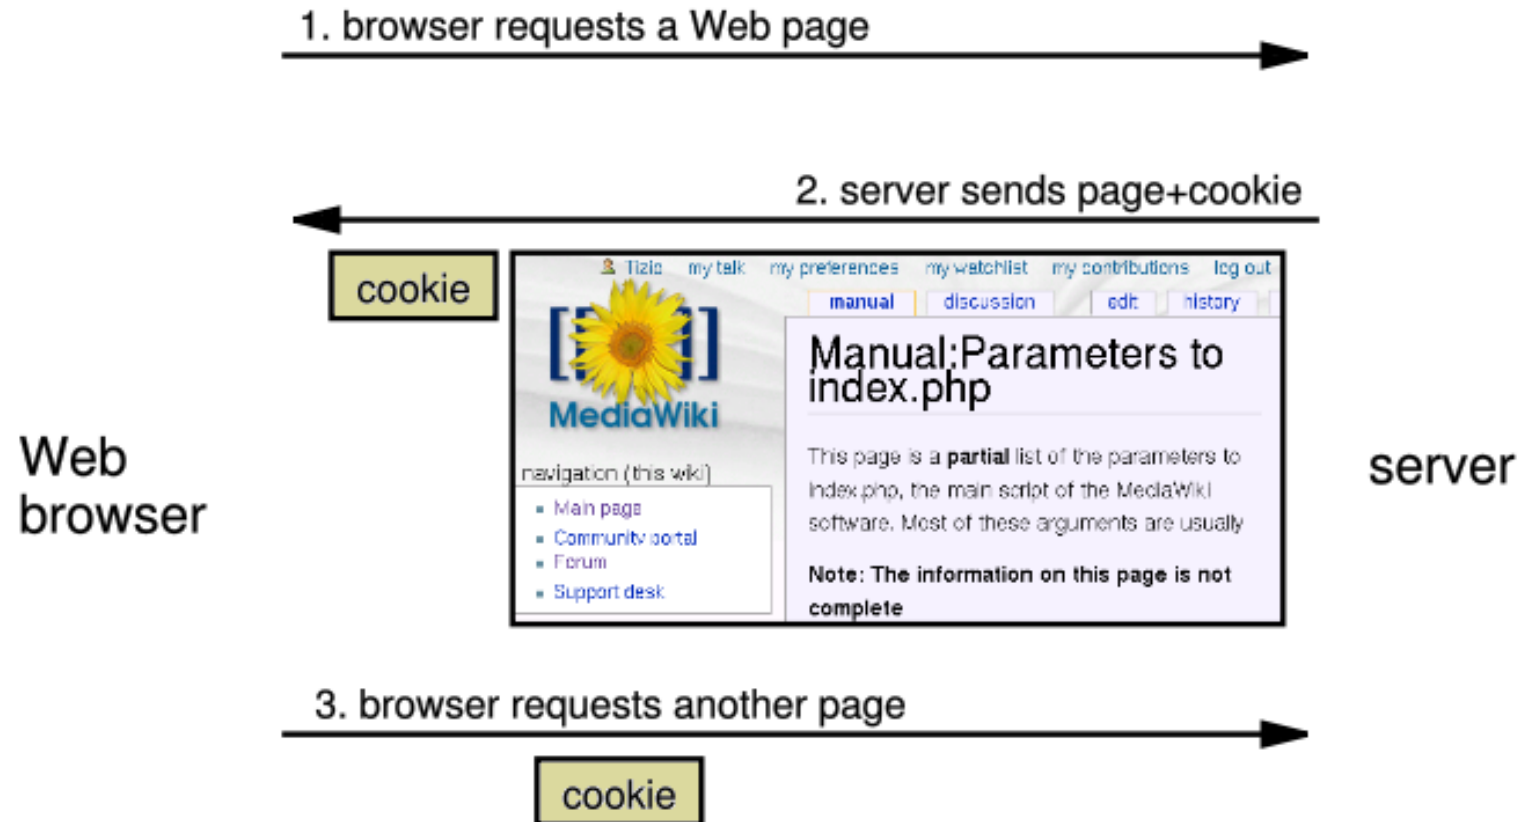 1. browser requests a Web page
2. server sends page+cookie
cookie
Tizio my talk my preferences my watchlist my contributions log out
manual discussion edit history
Manual:Parameters to
index.php
MediaWiki
This page is a partial list of the parameters to
index.php, the main script of the MediaWiki
software. Most of these arguments are usually
Note: The information on this page is not
complete
navigation (this wiki)
Main page
Community portal
Forum
Support desk
Web
browser
server
3. browser requests another page
cookie